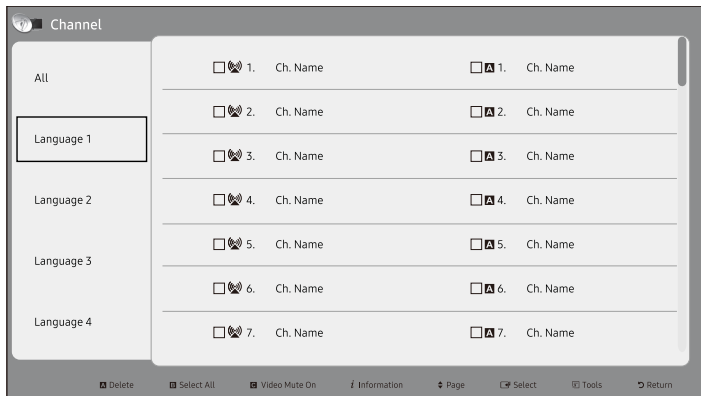 Channel
All
Language 1
Language 2
Language 3
Language 4
1. Ch. Name A 1. Ch. Name
2. Ch. Name A 2. Ch. Name
3. Ch. Name A 3. Ch. Name
4. Ch. Name A 4. Ch. Name
5. Ch. Name A 5. Ch. Name
6. Ch. Name A 6. Ch. Name
7. Ch. Name A 7. Ch. Name
A Delete B Select All C Video Mute On i Information Page Select Tools Return